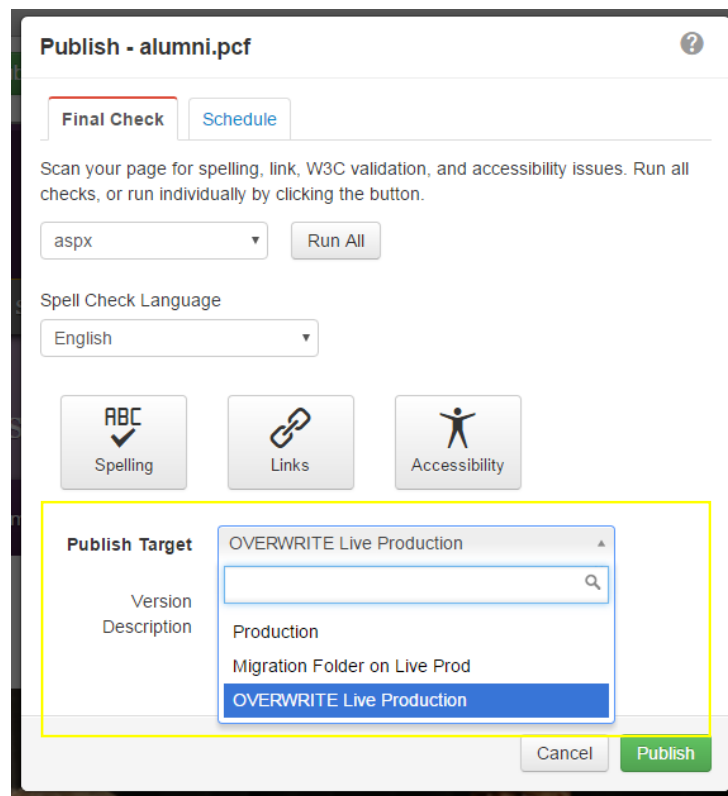 Publish - alumni.pcf
Final Check
Schedule
Scan your page for spelling, link, W3C validation, and accessibility issues. Run all
checks, or run individually by clicking the button.
aspx
Run All
Spell Check Language
English
ABC
Spelling
Links
Accessibility
Publish Target
OVERWRITE Live Production
Version
Description
Production
Migration Folder on Live Prod
OVERWRITE Live Production
Cancel
Publish